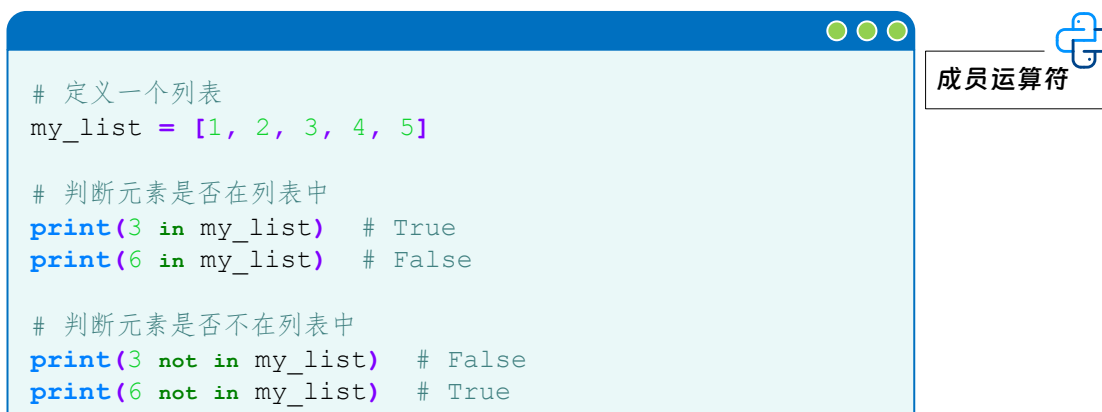 成员运算符
# 定义一个列表
my_list = [1, 2, 3, 4, 5]
# 判断元素是否在列表中
print(3 in my_list)  # True
print(6 in my_list)  # False
# 判断元素是否不在列表中
print(3 not in my_list)  # False
print(6 not in my_list)  # True